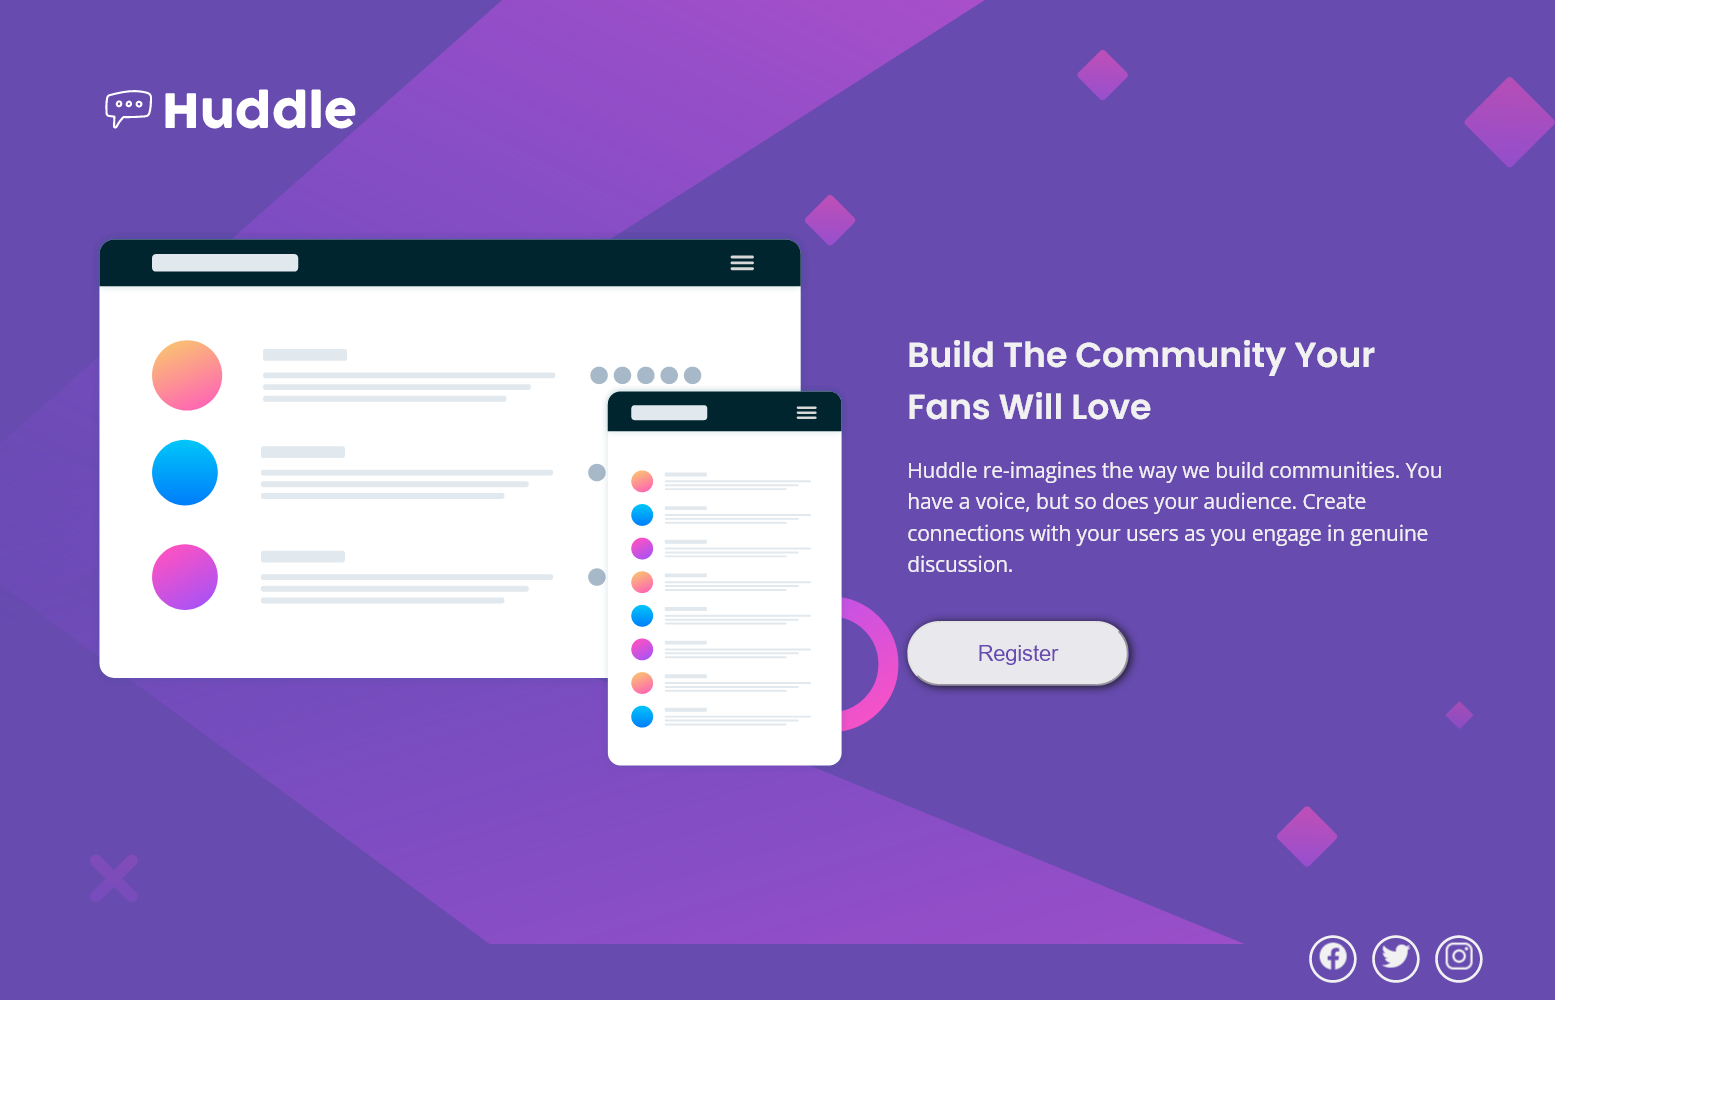 Huddle
Build The Community Your
Fans Will Love
Huddle re-imagines the way we build communities. You
have a voice, but so does your audience. Create
connections with your users as you engage in genuine
discussion.
Register